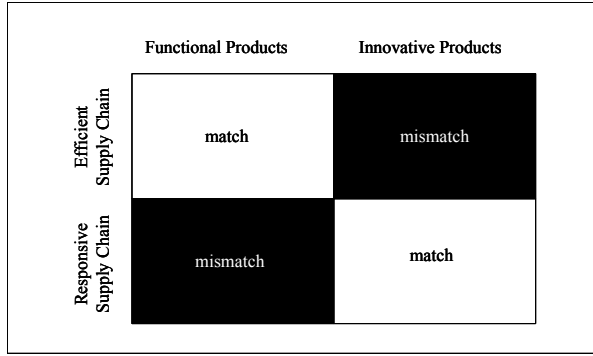 Functional Products
Innovative Products
Efficient
Supply Chain
match
mismatch
Responsive
Supply Chain
mismatch
match